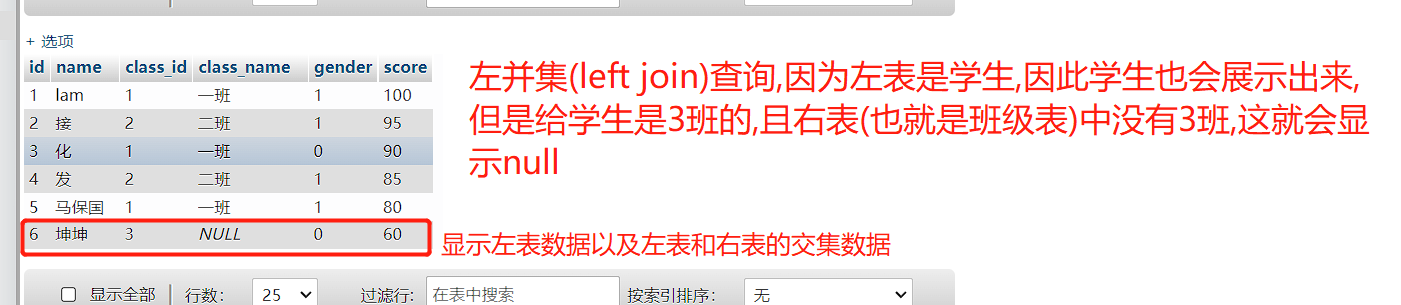 + 选项
id name class_id class_name gender score
1 lam 1 一班 1 100
2 接 2 二班 1 95
3 化 1 一班 0 90
4 发 2 二班 1 85
5 马保国 1 一班 1 80
6 坤坤 3 NULL 0 60
左并集(left join)查询,因为左表是学生,因此学生也会展示出来,
但是给学生是3班的,且右表(也就是班级表)中没有3班,这就会显
示null
显示左表数据以及左表和右表的交集数据
显示全部 行数： 25 过滤行: 在表中搜索 按索引排序： 无